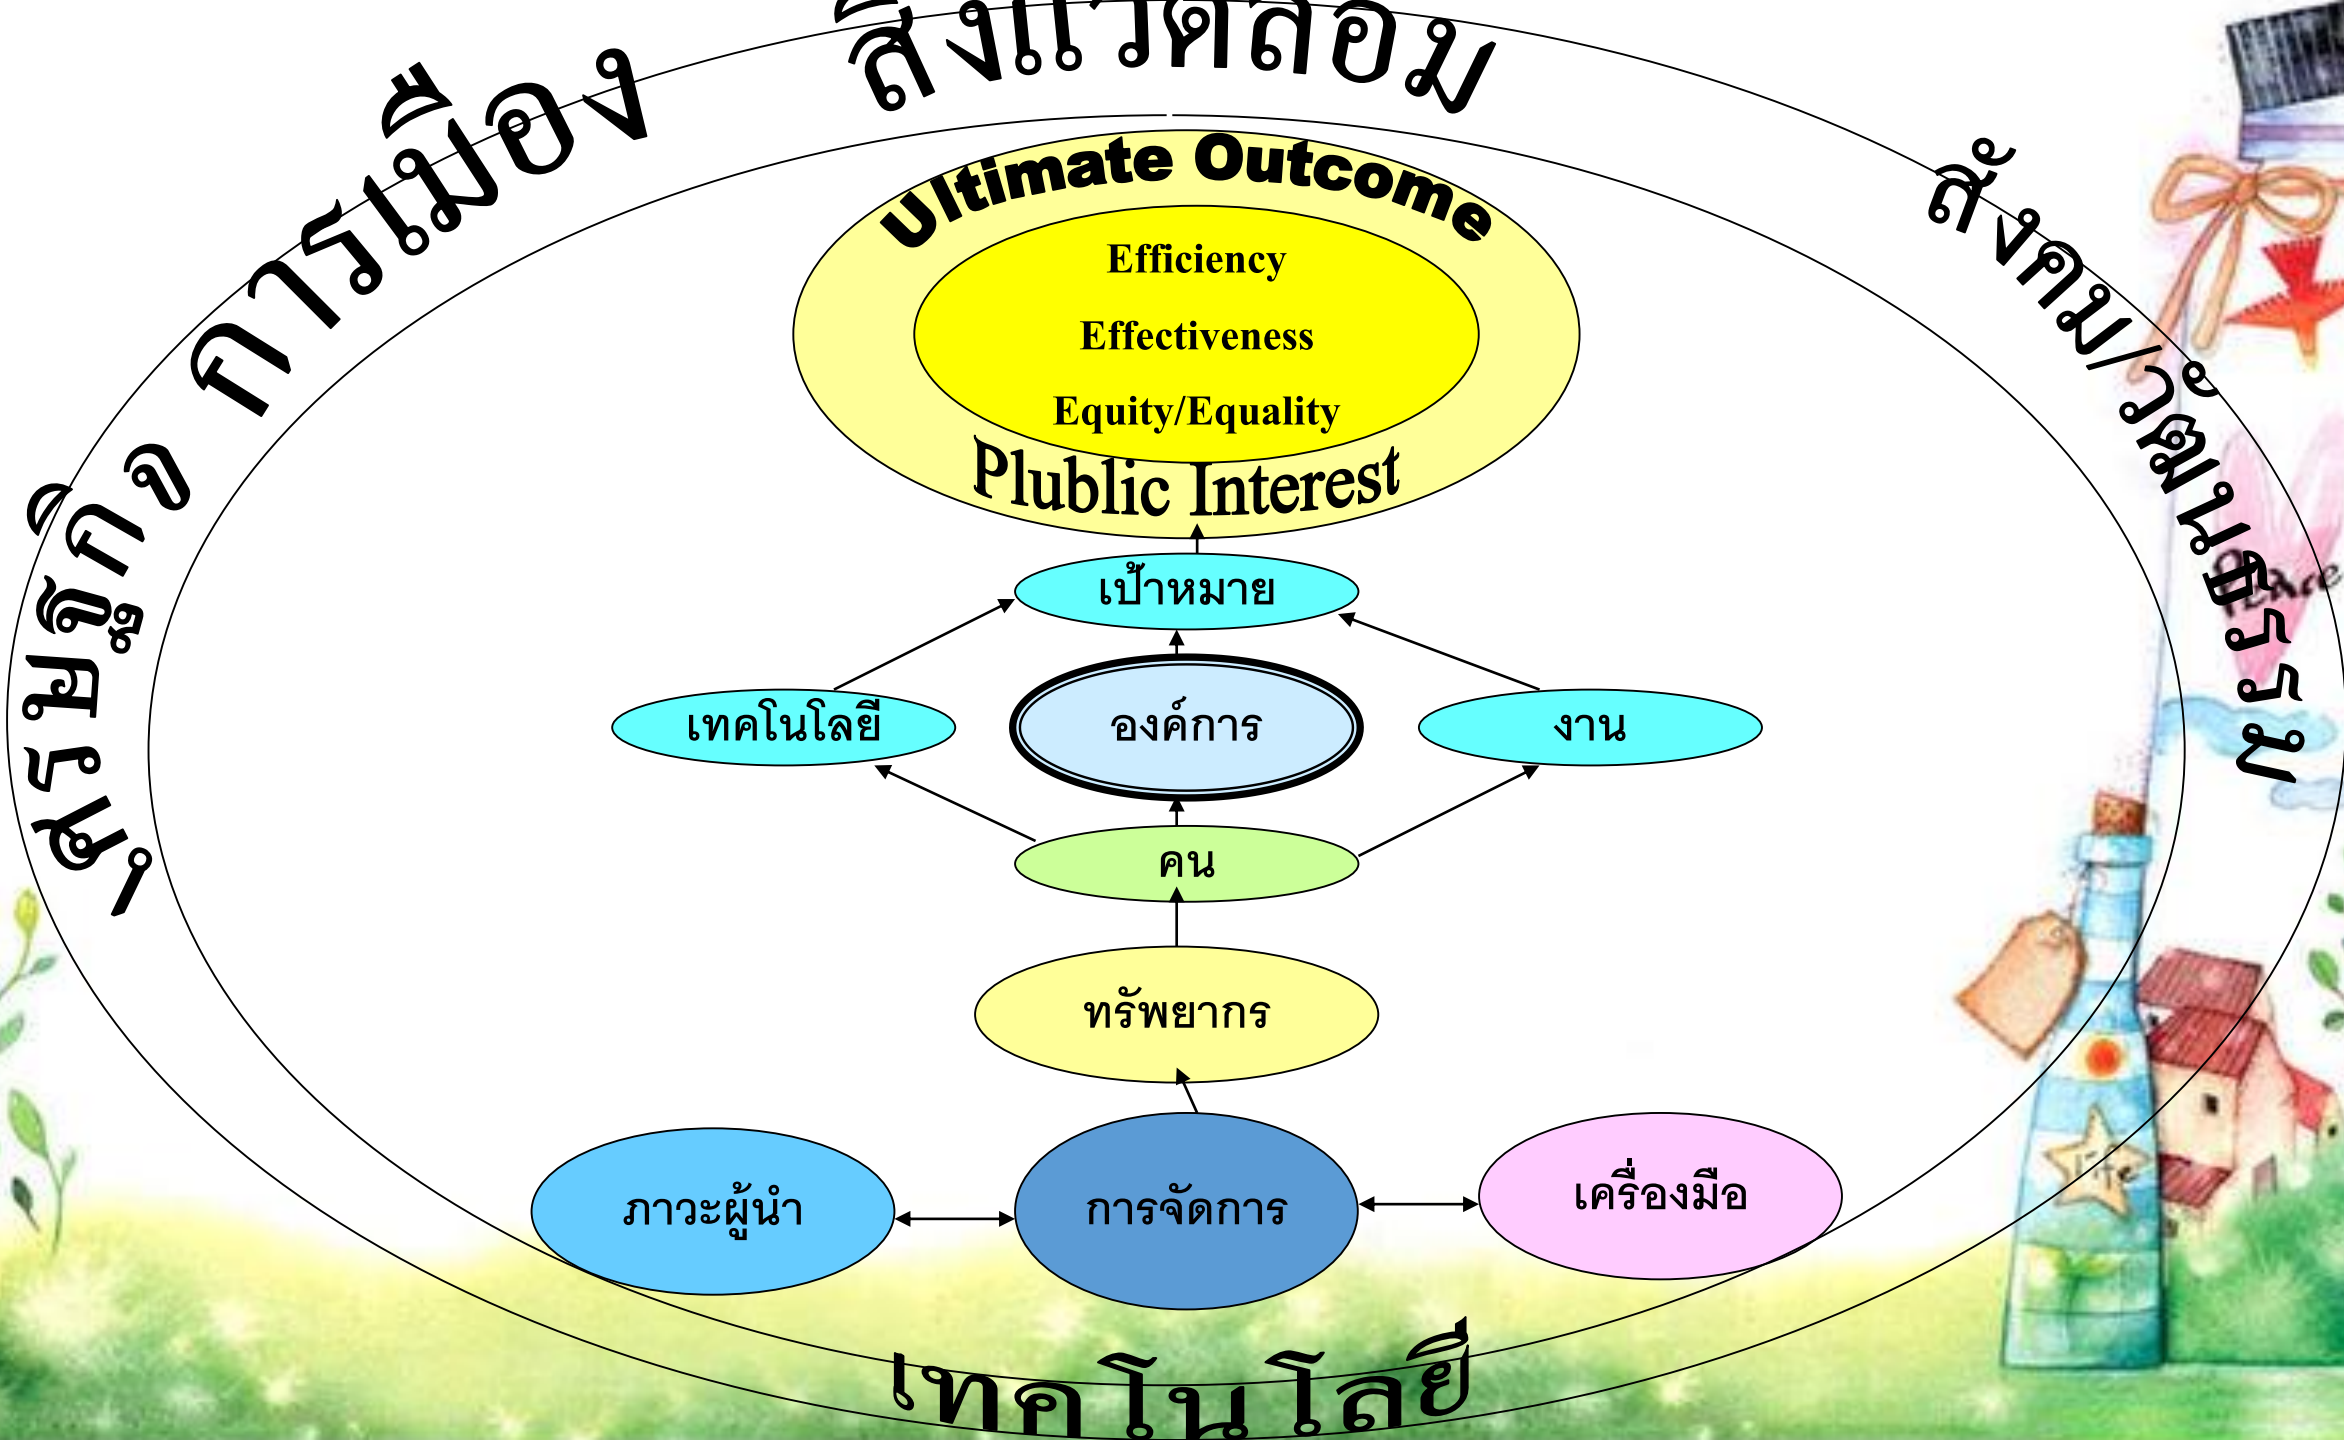 สิ่งแวดล้อม
เศรษฐกิจ การเมือง
สังคม/วัฒนธรรม
Ultimate Outcome
Efficiency
Effectiveness
Equity/Equality
Plublic Interest
เป้าหมาย
เทคโนโลยี
องค์การ
งาน
คน
ทรัพยากร
ภาวะผู้นำ
การจัดการ
เครื่องมือ
เทคโนโลยี
Peace
life